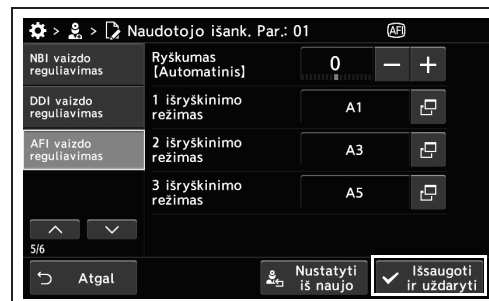 > > Naudotojo išank. Par.: 01 AFI
NBI vaizdo
reguliavimas
DDI vaizdo
reguliavimas
AFI vaizdo
reguliavimas
5/6
Ryškumas
【Automatinis】
0 − +
1 išryškinimo
režimas
A1
2 išryškinimo
režimas
A3
3 išryškinimo
režimas
A5
Atgal
Nustatyti
iš naujo
Išsaugoti
ir uždaryti